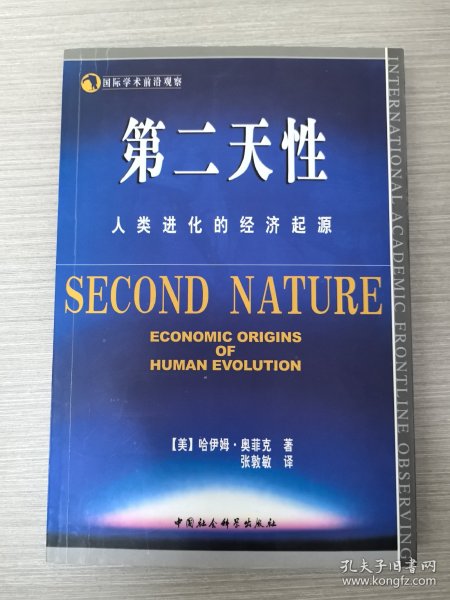 国际学术前沿观察
第二天性
人类进化的经济起源
SECOND NATURE
ECONOMIC ORIGINS
OF
HUMAN EVOLUTION
【美】哈伊姆·奥菲克 著
张敦敏 译
中国社会科学出版社
INTERNATIONAL ACADEMIC FRONTLINE OBSERVING
孔夫子旧书网
www.kongfz.com